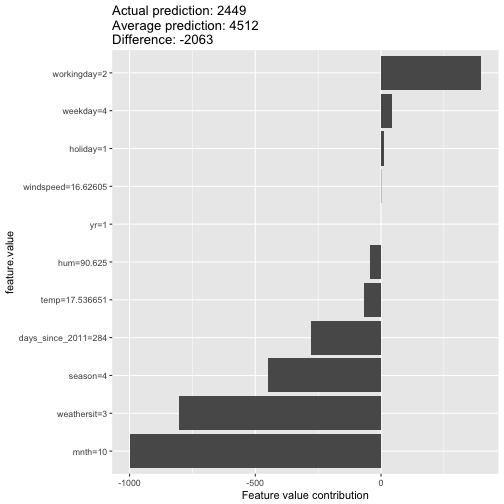 Actual prediction: 2449
Average prediction: 4512
Difference: -2063
workingday=2
weekday=4
holiday=1
windspeed=16.62605
yr=1
hum=90.625
temp=17.536651
days_since_2011=284
season=4
weathersit=3
mnth=10
feature.value
-1000 -500 0
Feature value contribution